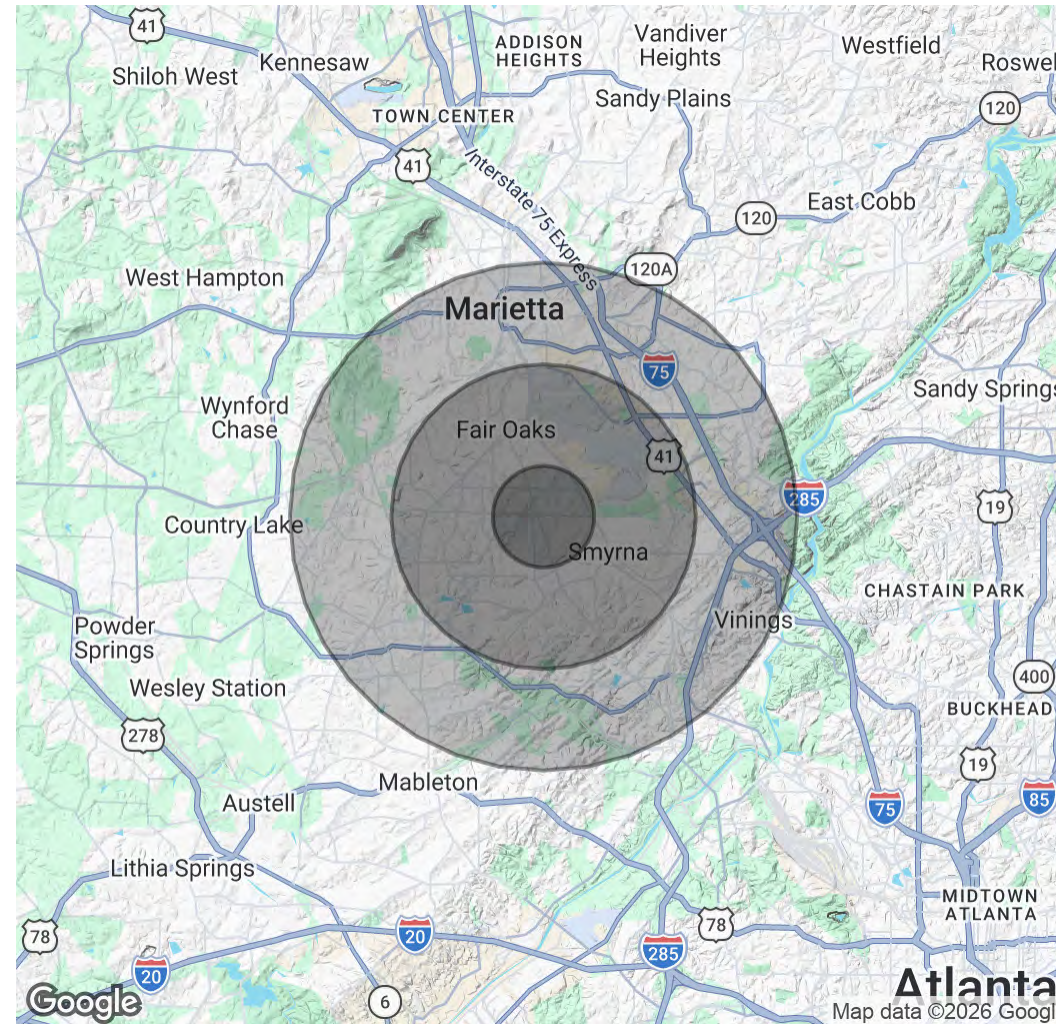 41
Kennesaw
Shiloh West
ADDISON
HEIGHTS
Vandiver
Heights
Westfield
Roswel
Sandy Plains
120
TOWN CENTER
41
Interstate 75 Express
120
East Cobb
West Hampton
120A
Marietta
75
Sandy Springs
Wynford
Chase
Fair Oaks
41
285
19
Country Lake
Smyrna
CHASTAIN PARK
Vinings
Powder
Springs
Wesley Station
400
BUCKHEAD
278
19
Mableton
Austell
75
85
Lithia Springs
MIDTOWN
ATLANTA
78
20
78
285
20
6
Atlanta
Google
Map data ©2026 Googl